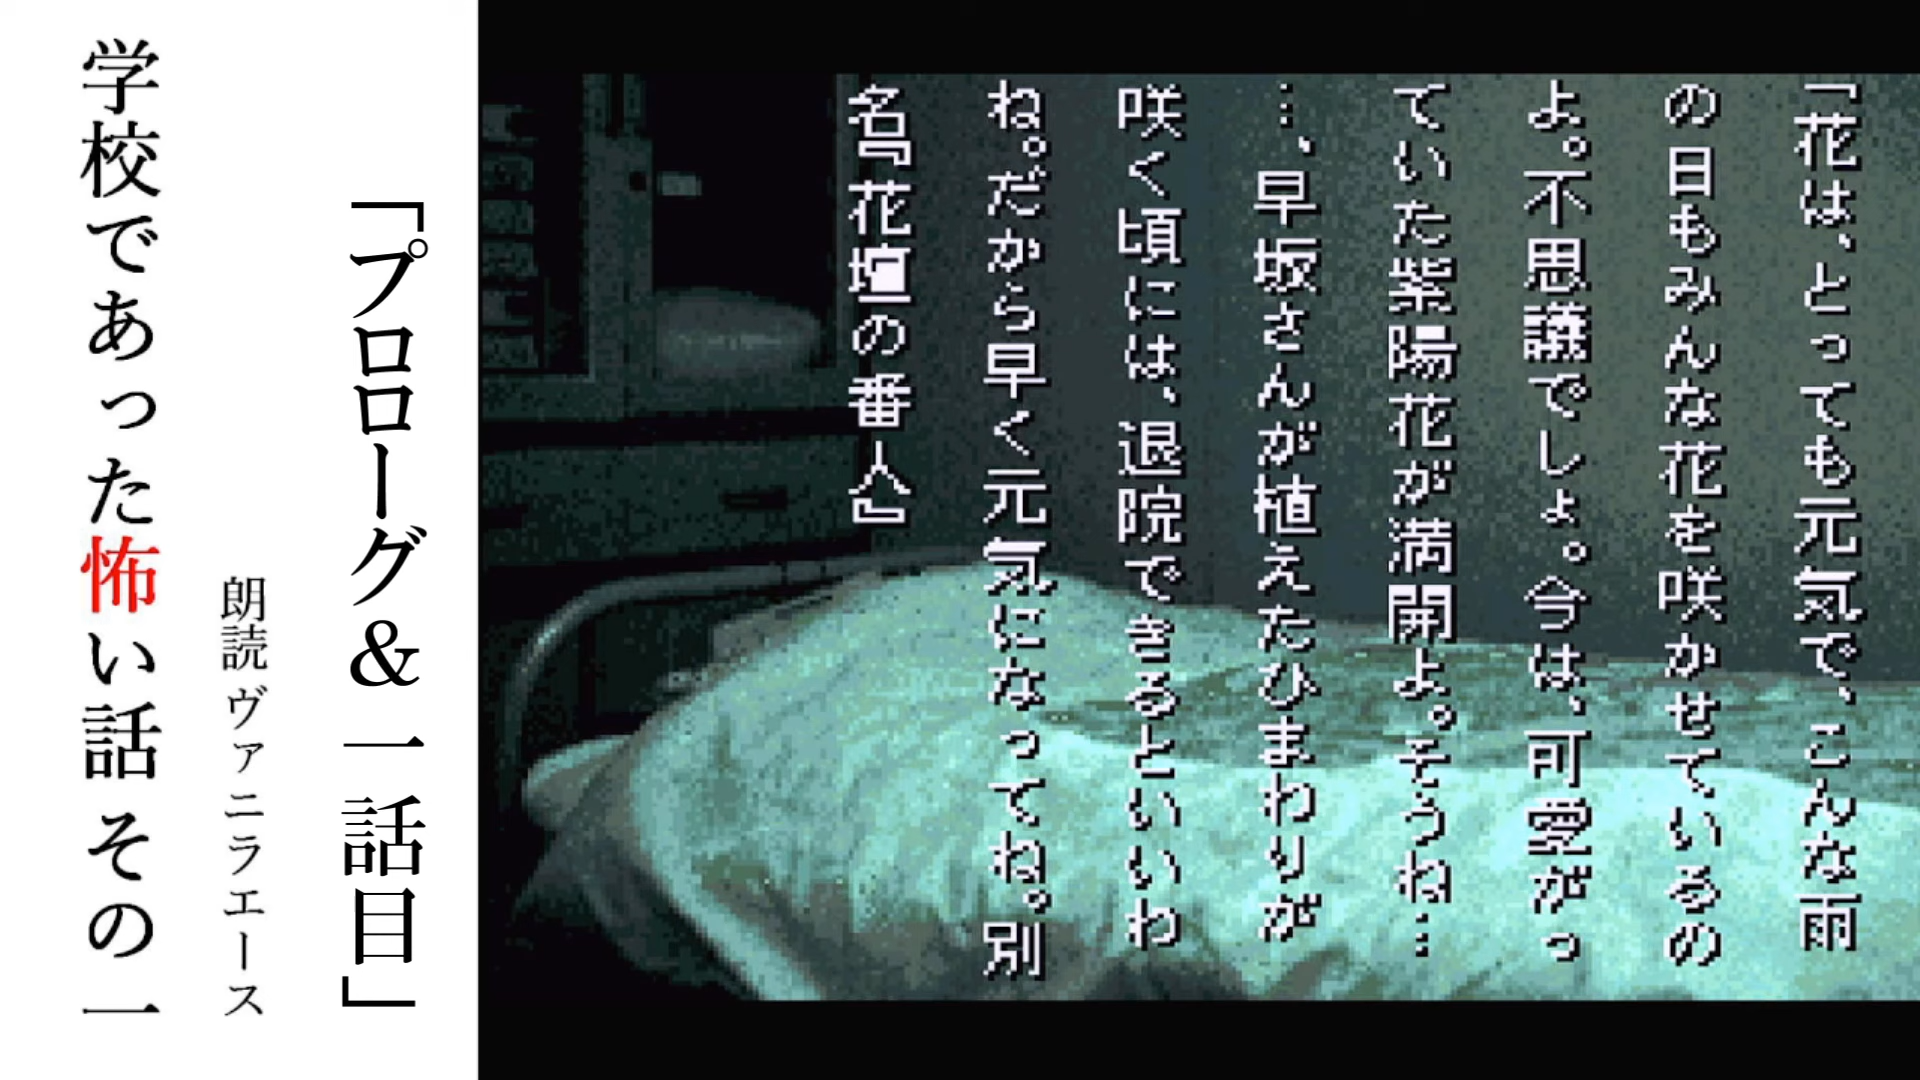 「花は、とっても元気で、こんな雨
の日もみんな花を咲かせているの
よ。不思議でしょ。今は、可愛がっ
ていた紫陽花が満開よ。そうね…
…、早坂さんが植えたひまわりが
咲く頃には、退院できるといいわ
ね。だから早く元気になってね。別
名『花壇の番人』
「プロローグ&一話目」
朗読 ヴァニラエース
学校であった怖い話 その一